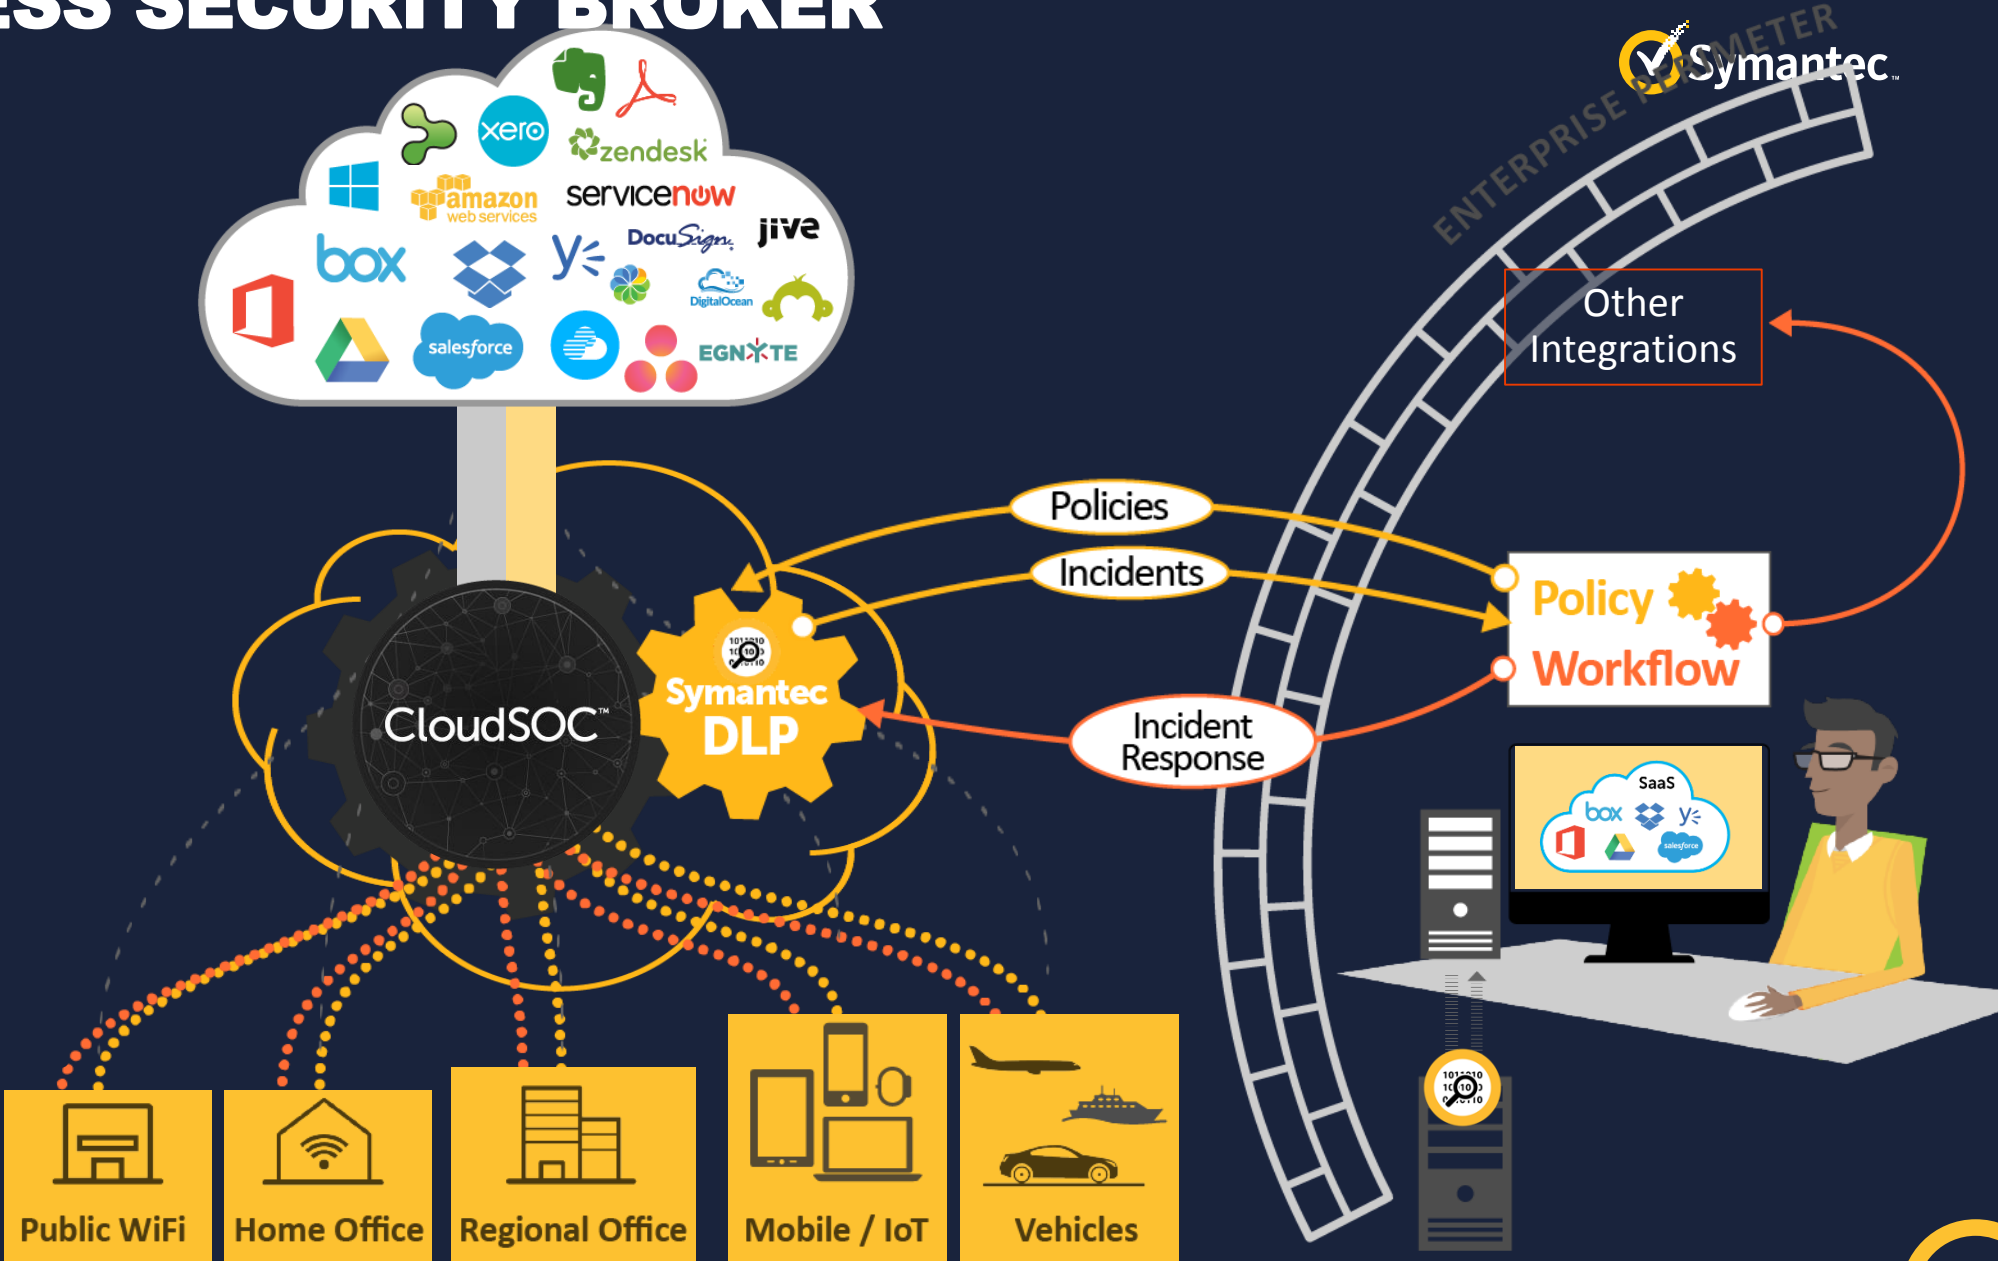 ESS SECURITY BROKER
ENTERPRISE PERIMETER
Symantec™
xero
zendesk
amazon
web services
servicenow
DocuSign
jive
box
y
DigitalOcean
salesforce
EGNYTE
Other
Integrations
Policies
Incidents
Policy
Workflow
Incident
Response
CloudSOC™
Symantec
DLP
SaaS
box
y
salesforce
Public WiFi
Home Office
Regional Office
Mobile / IoT
Vehicles